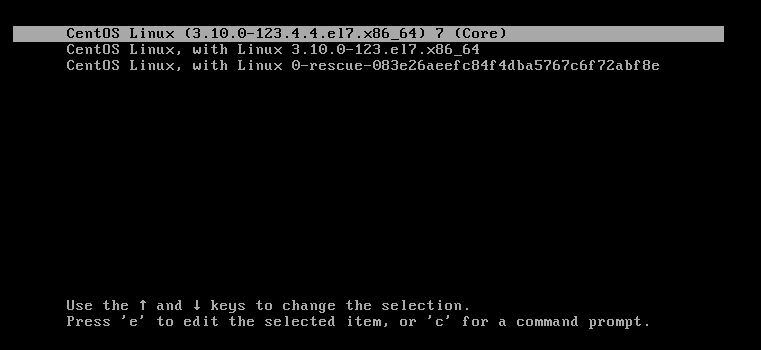 CentOS Linux (3.10.0-123.4.4.el7.x86_64) 7 (Core)
CentOS Linux, with Linux 3.10.0-123.el7.x86_64
CentOS Linux, with Linux 0-rescue-083e26aeefc84f4dba5767c6f72abf8e
Use the ↑ and ↓ keys to change the selection.
Press 'e' to edit the selected item, or 'c' for a command prompt.